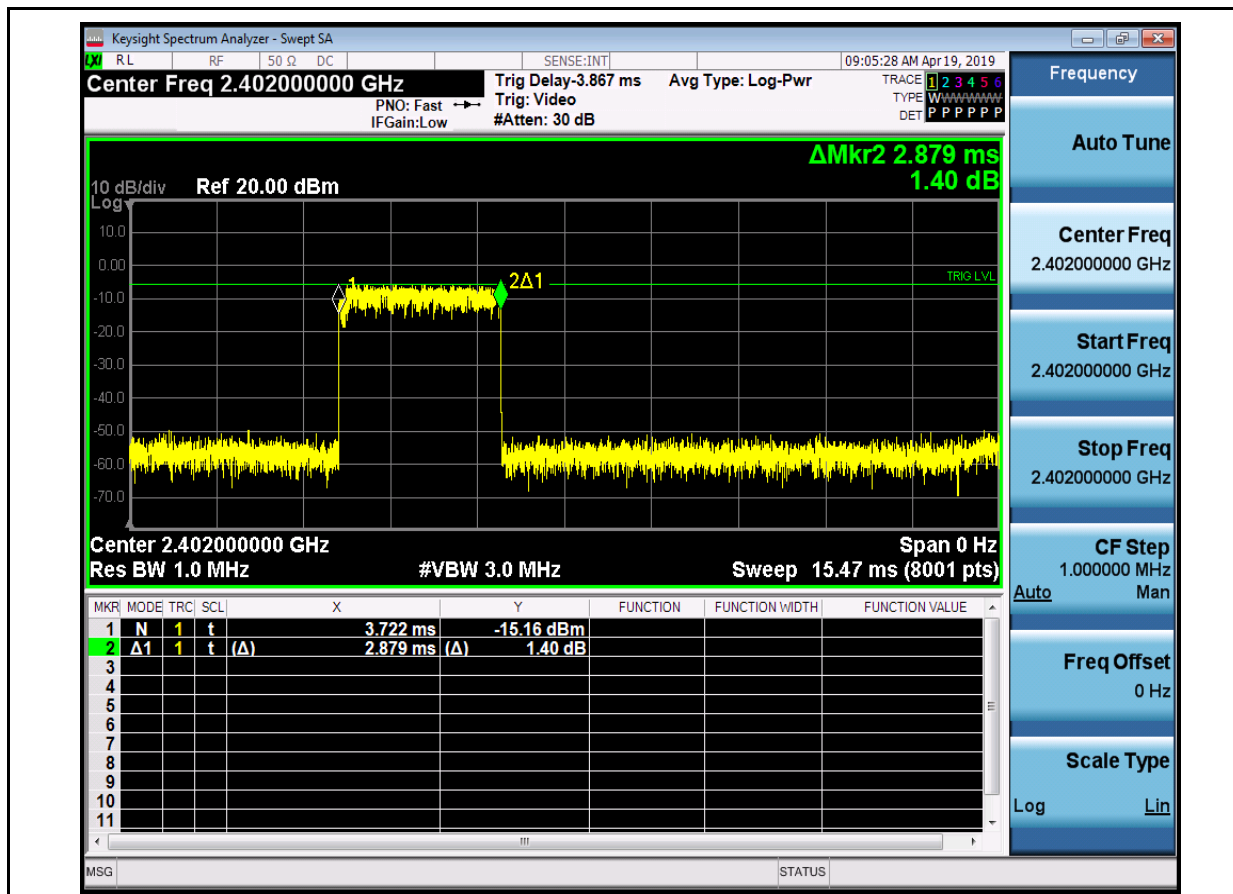 Keysight Spectrum Analyzer - Swept SA
LXI RL RF 50 Ω DC SENSE:INT 09:05:28 AM Apr 19, 2019
Center Freq 2.402000000 GHz
PNO: Fast
IFGain:Low
Trig Delay-3.867 ms
Trig: Video
#Atten: 30 dB
Avg Type: Log-Pwr
TRACE 1 2 3 4 5 6
TYPE WWWWWW
DET P P P P P P
ΔMkr2 2.879 ms
1.40 dB
10 dB/div Ref 20.00 dBm
Log
10.0
0.00
-10.0
-20.0
-30.0
-40.0
-50.0
-60.0
-70.0
1
2Δ1
TRIG LVL
Center 2.402000000 GHz Span 0 Hz
Res BW 1.0 MHz #VBW 3.0 MHz Sweep 15.47 ms (8001 pts)
MKR MODE TRC SCL X Y FUNCTION FUNCTION WIDTH FUNCTION VALUE
1 N 1 t 3.722 ms -15.16 dBm
2 Δ1 1 t (Δ) 2.879 ms (Δ) 1.40 dB
3
4
5
6
7
8
9
10
11
MSG STATUS
Frequency
Auto Tune
Center Freq
2.402000000 GHz
Start Freq
2.402000000 GHz
Stop Freq
2.402000000 GHz
CF Step
1.000000 MHz
Auto Man
Freq Offset
0 Hz
Scale Type
Log Lin